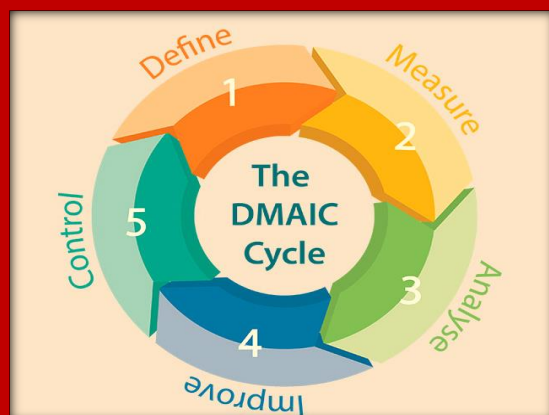 The
DMAIC
Cycle
Define
1
Measure
2
Analyse
3
Improve
4
Control
5